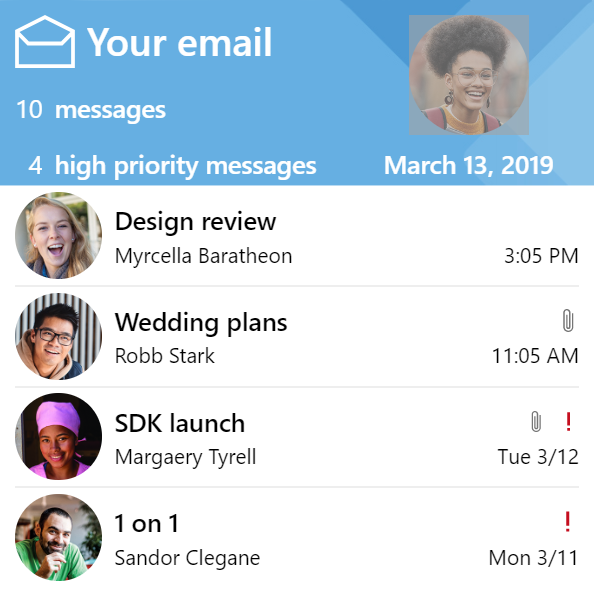 Your email
10 messages
4 high priority messages
March 13, 2019
Design review
Myrcella Baratheon
3:05 PM
Wedding plans
Robb Stark
11:05 AM
SDK launch
!
Margaery Tyrell
Tue 3/12
1 on 1
!
Sandor Clegane
Mon 3/11